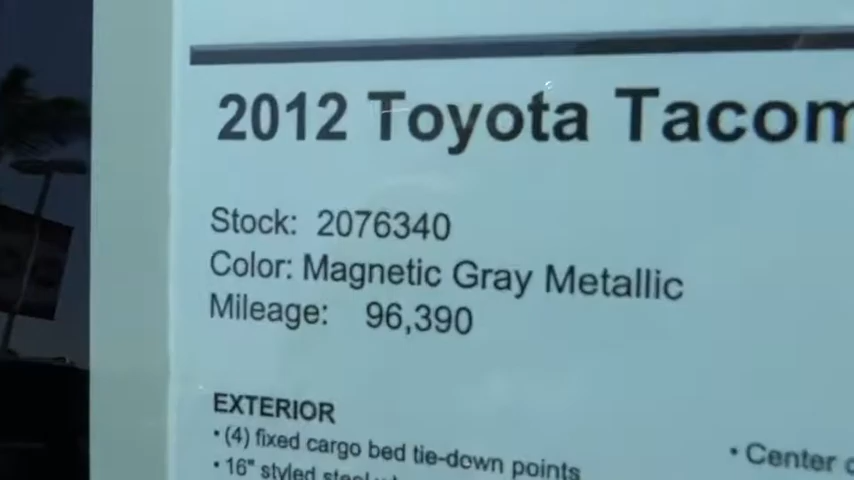 2012 Toyota Tacom
Stock: 2076340
Color: Magnetic Gray Metallic
Mileage: 96,390
EXTERIOR
• (4) fixed cargo bed tie-down points
• Center
• 16" styled